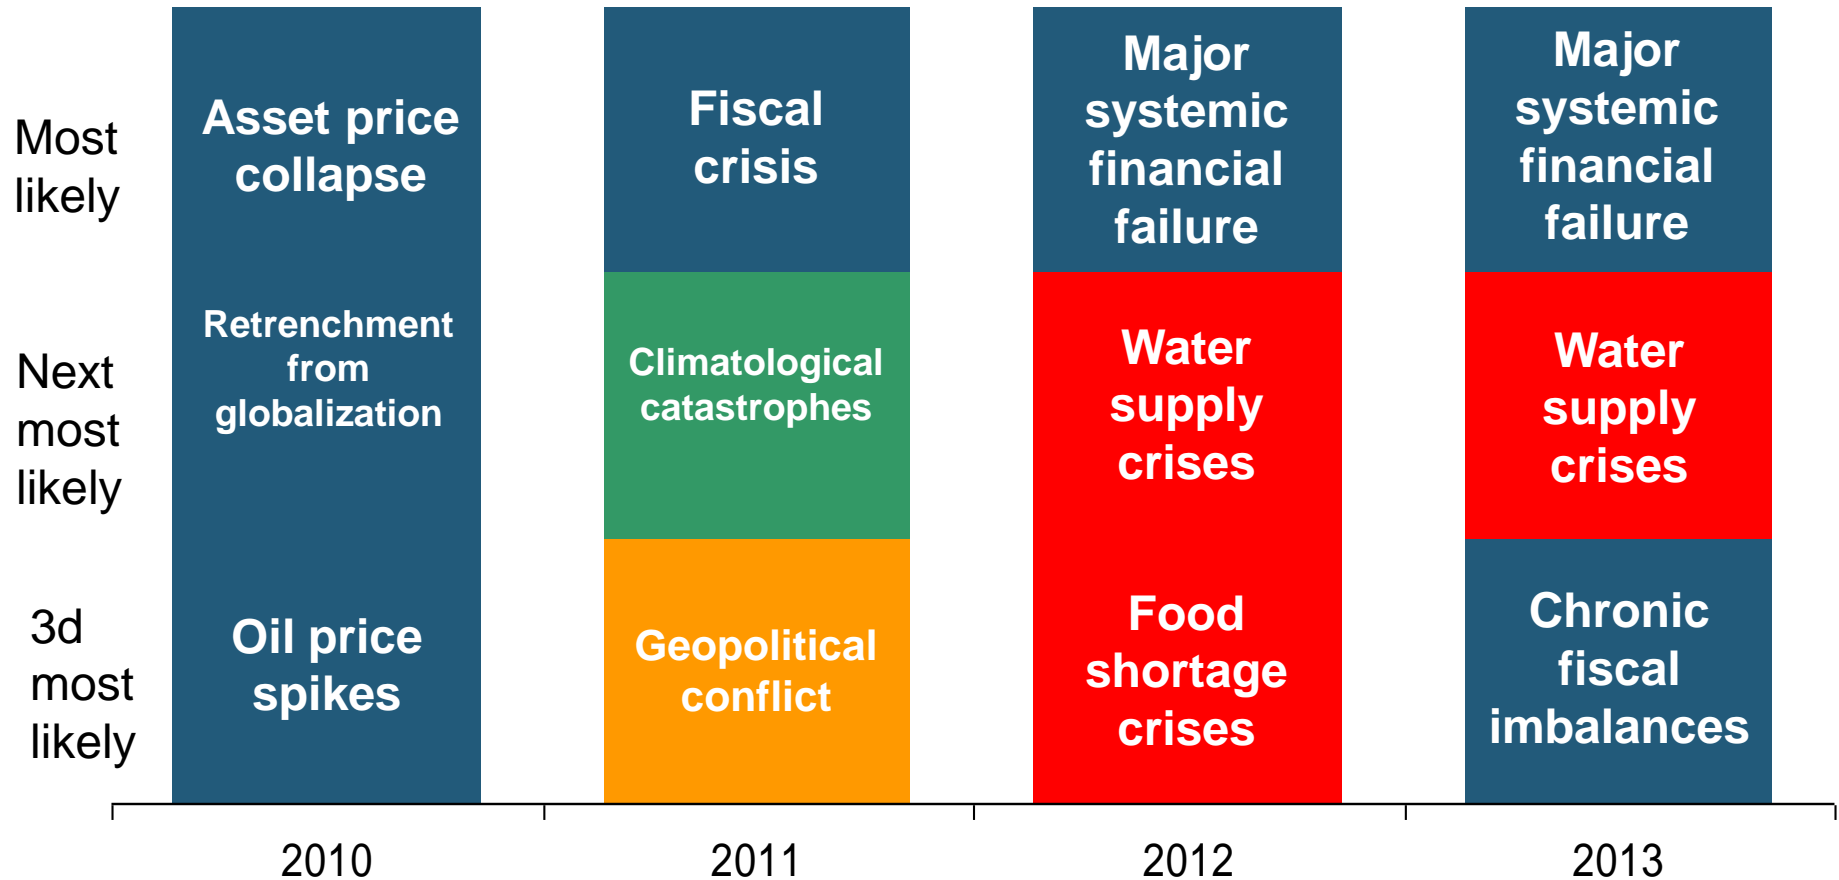 Most
likely
Asset price
collapse
Fiscal
crisis
Major
systemic
financial
failure
Major
systemic
financial
failure
Next
most
likely
Retrenchment
from
globalization
Climatological
catastrophes
Water
supply
crises
Water
supply
crises
3d
most
likely
Oil price
spikes
Geopolitical
conflict
Food
shortage
crises
Chronic
fiscal
imbalances
2010
2011
2012
2013